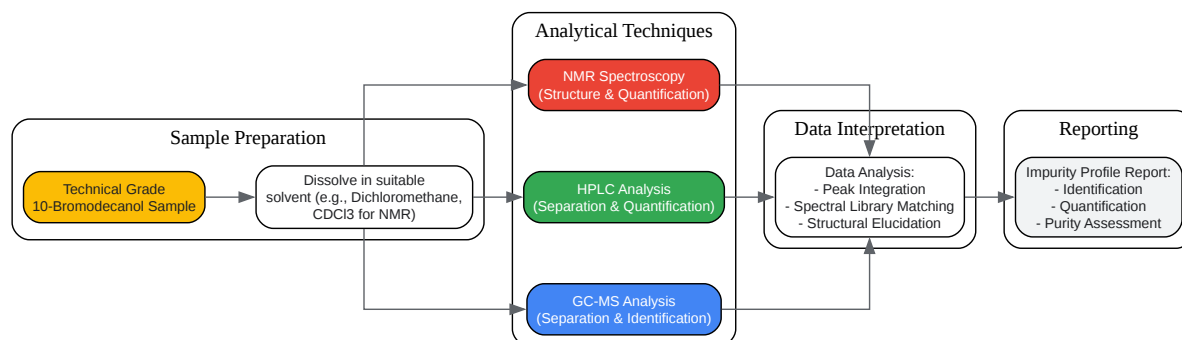 Sample Preparation
Technical Grade
10-Bromodecanol Sample
Dissolve in suitable
solvent (e.g., Dichloromethane,
CDCl3 for NMR)
Analytical Techniques
NMR Spectroscopy
(Structure & Quantification)
HPLC Analysis
(Separation & Quantification)
GC-MS Analysis
(Separation & Identification)
Data Interpretation
Data Analysis:
- Peak Integration
- Spectral Library Matching
- Structural Elucidation
Reporting
Impurity Profile Report:
- Identification
- Quantification
- Purity Assessment